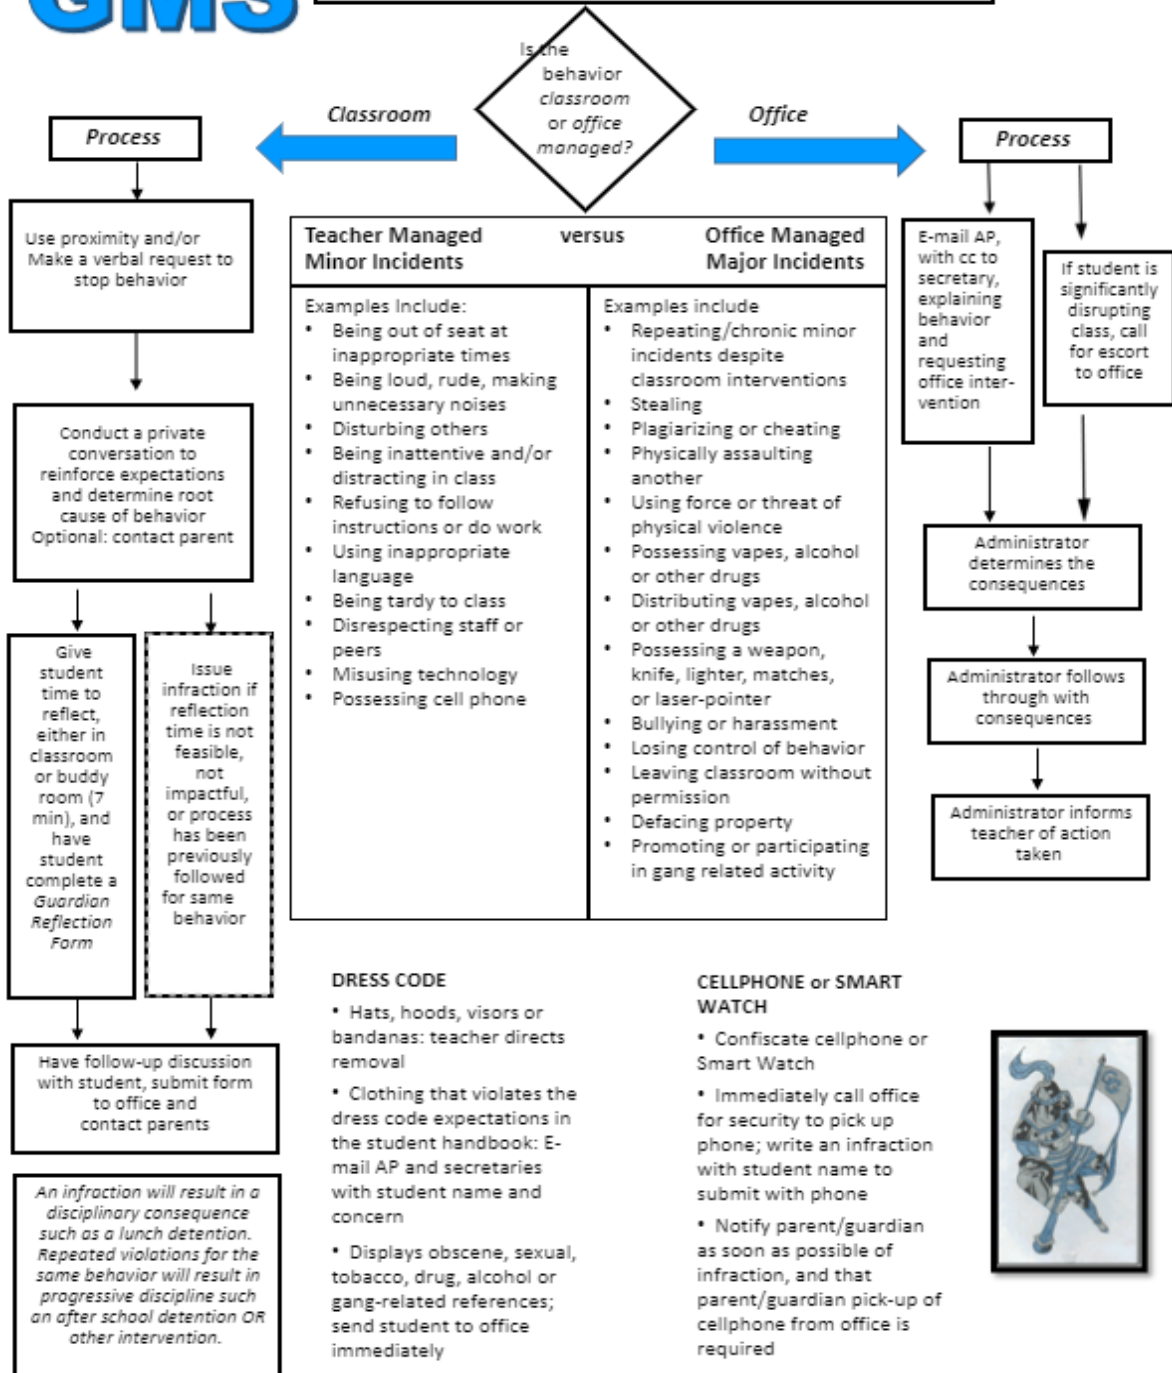 GMS
Is the
behavior
classroom
or office
managed?
Classroom
Office
Process
Use proximity and/or
Make a verbal request to
stop behavior
Conduct a private
conversation to
reinforce expectations
and determine root
cause of behavior
Optional: contact parent
Give
student
time to
reflect,
either in
classroom
or buddy
room (7
min), and
have
student
complete a
Guardian
Reflection
Form
Issue
infraction if
reflection
time is not
feasible,
not
impactful,
or process
has been
previously
followed
for same
behavior
Have follow-up discussion
with student, submit form
to office and
contact parents
An infraction will result in a
disciplinary consequence
such as a lunch detention.
Repeated violations for the
same behavior will result in
progressive discipline such
an after school detention OR
other intervention.
Teacher Managed versus Office Managed
Minor Incidents Major Incidents
Examples Include:
• Being out of seat at
inappropriate times
• Being loud, rude, making
unnecessary noises
• Disturbing others
• Being inattentive and/or
distracting in class
• Refusing to follow
instructions or do work
• Using inappropriate
language
• Being tardy to class
• Disrespecting staff or
peers
• Misusing technology
• Possessing cell phone
Examples include
• Repeating/chronic minor
incidents despite
classroom interventions
• Stealing
• Plagiarizing or cheating
• Physically assaulting
another
• Using force or threat of
physical violence
• Possessing vapes, alcohol
or other drugs
• Distributing vapes, alcohol
or other drugs
• Possessing a weapon,
knife, lighter, matches,
or laser-pointer
• Bullying or harassment
• Losing control of behavior
• Leaving classroom without
permission
• Defacing property
• Promoting or participating
in gang related activity
Process
E-mail AP,
with cc to
secretary,
explaining
behavior
and
requesting
office inter-
vention
If student is
significantly
disrupting
class, call
for escort
to office
Administrator
determines the
consequences
Administrator follows
through with
consequences
Administrator informs
teacher of action
taken
DRESS CODE
• Hats, hoods, visors or
bandanas: teacher directs
removal
• Clothing that violates the
dress code expectations in
the student handbook: E-
mail AP and secretaries
with student name and
concern
• Displays obscene, sexual,
tobacco, drug, alcohol or
gang-related references;
send student to office
immediately
CELLPHONE or SMART
WATCH
• Confiscate cellphone or
Smart Watch
• Immediately call office
for security to pick up
phone; write an infraction
with student name to
submit with phone
• Notify parent/guardian
as soon as possible of
infraction, and that
parent/guardian pick-up of
cellphone from office is
required